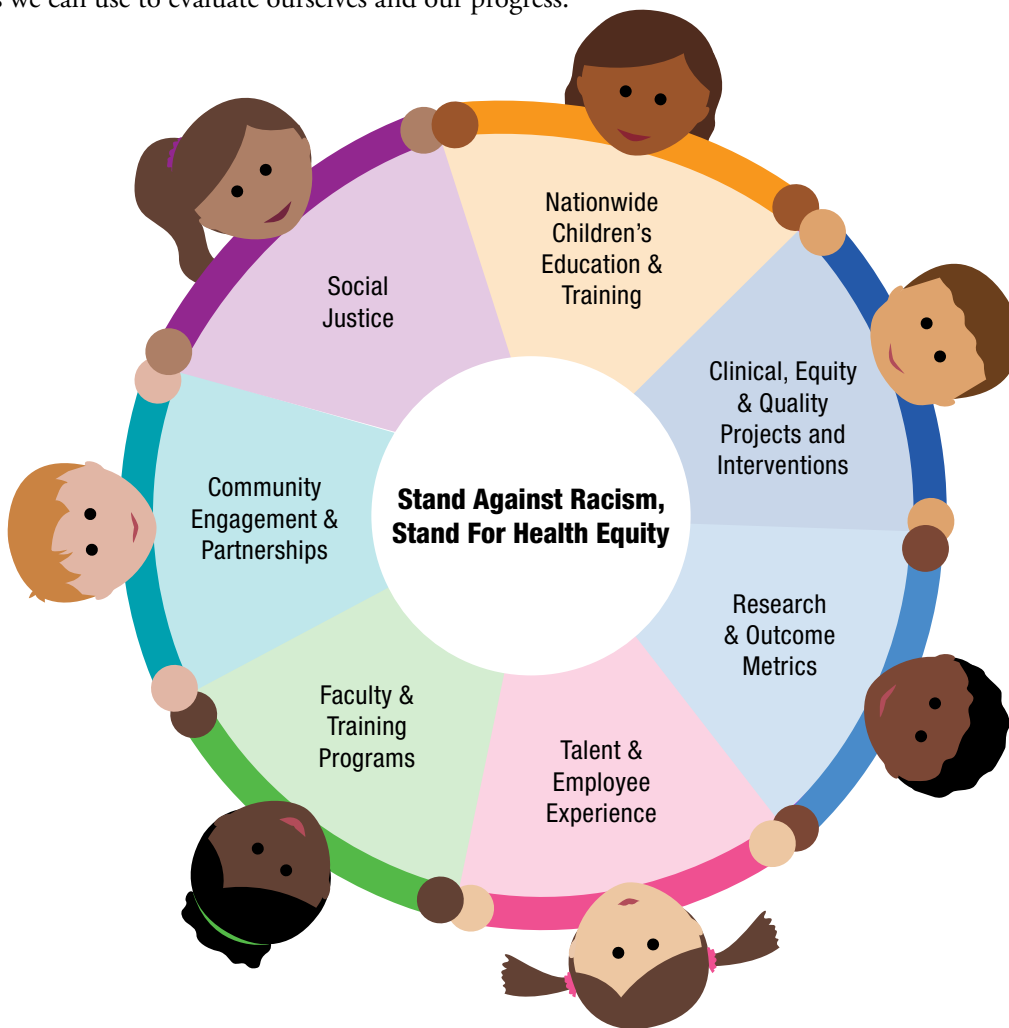 we can use to evaluate ourselves and our progress.
Nationwide
Children's
Education &
Training
Social
Justice
Clinical, Equity
& Quality
Projects and
Interventions
Community
Engagement &
Partnerships
Stand Against Racism,
Stand For Health Equity
Research
& Outcome
Metrics
Faculty &
Training
Programs
Talent &
Employee
Experience